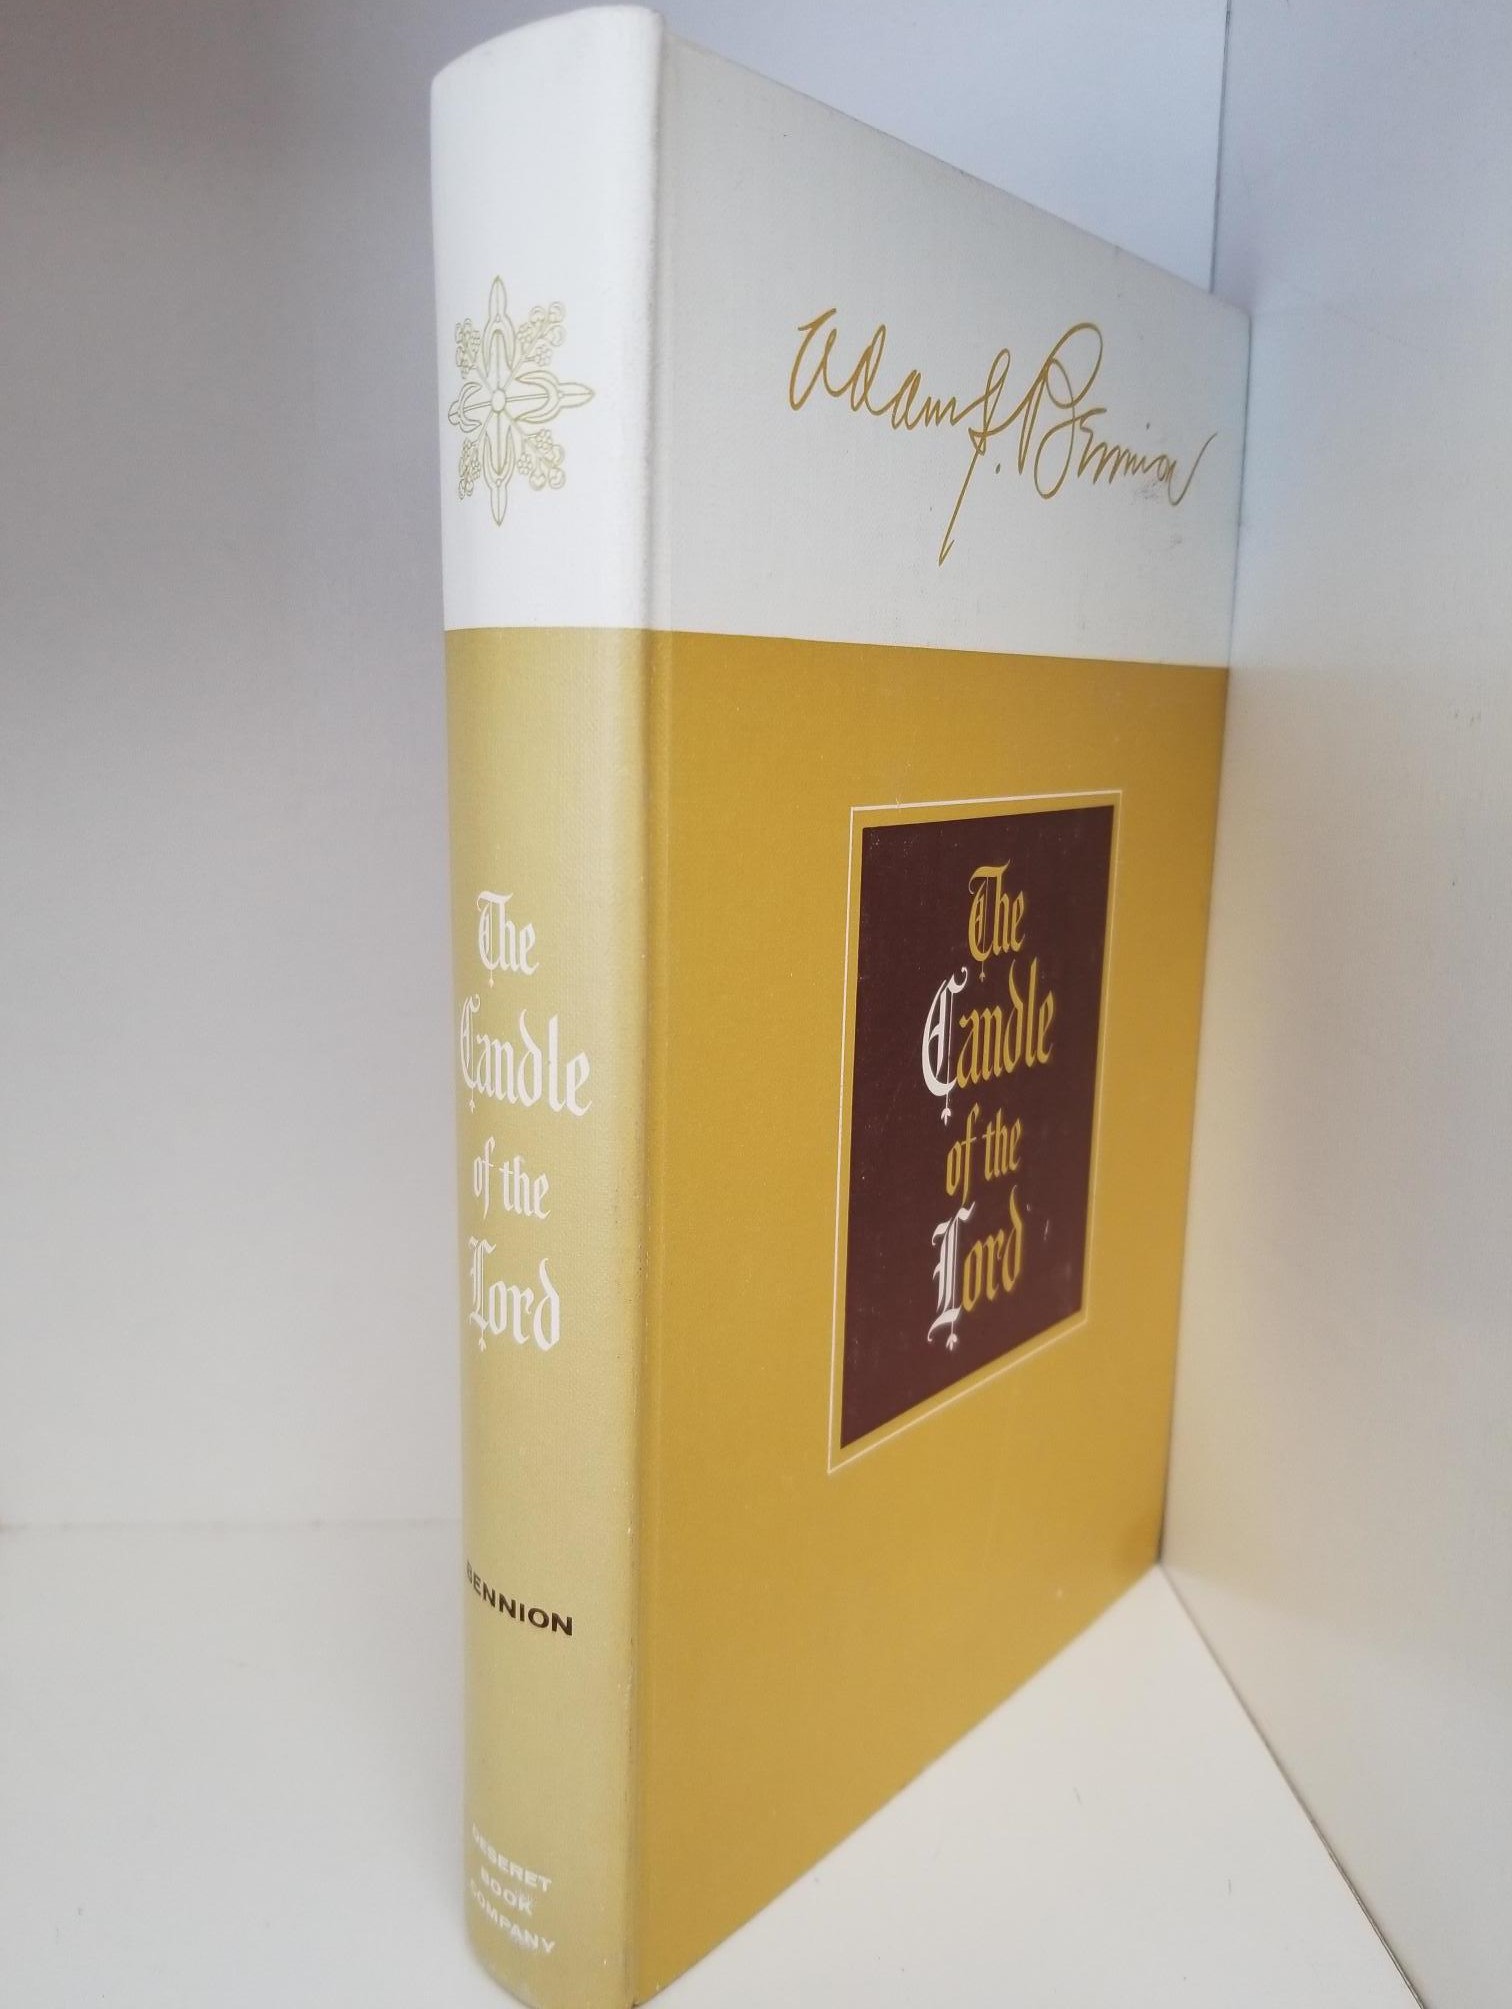 The
Candle
of the
Lord
BENNION
DESERET
BOOK
COMPANY
Adam S. Bennion
The
Candle
of the
Lord